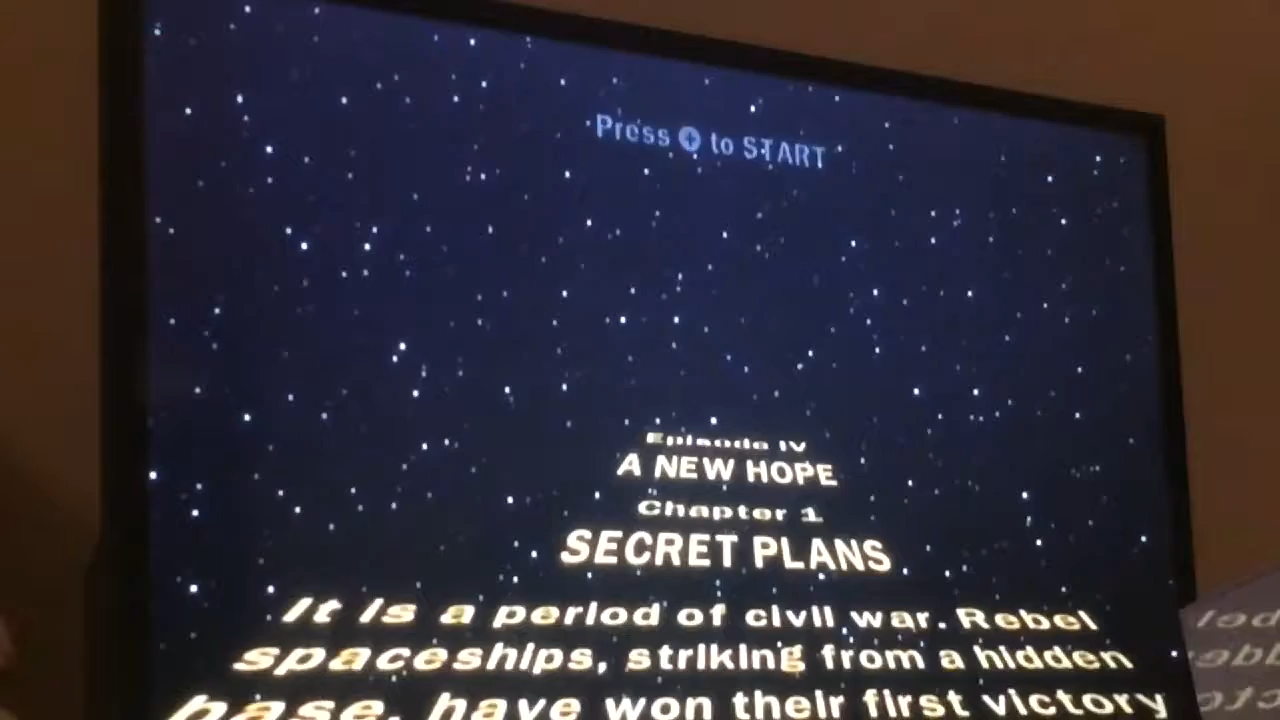 Press + to START
Episode IV
A NEW HOPE
Chapter 1
SECRET PLANS
It is a period of civil war. Rebel
spaceships, striking from a hidden
base, have won their first victory